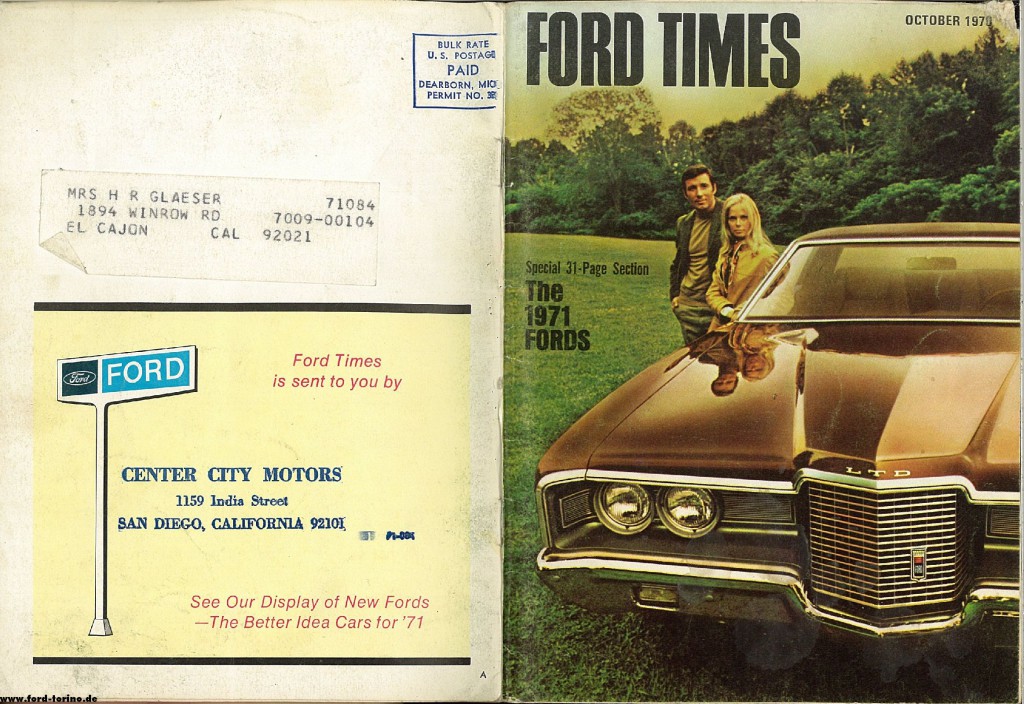 BULK RATE
U. S. POSTAGE
PAID
DEARBORN, MICH
PERMIT NO.
MRS H R GLAESER 71084
1894 WINROW RD 7009-00104
EL CAJON CAL 92021
Ford
FORD
Ford Times
is sent to you by
CENTER CITY MOTORS
1159 India Street
SAN DIEGO, CALIFORNIA 92101
See Our Display of New Fords
—The Better Idea Cars for '71
A
www.ford-torino.de
OCTOBER 1970
FORD TIMES
Special 31-Page Section
The
1971
FORDS
LTD